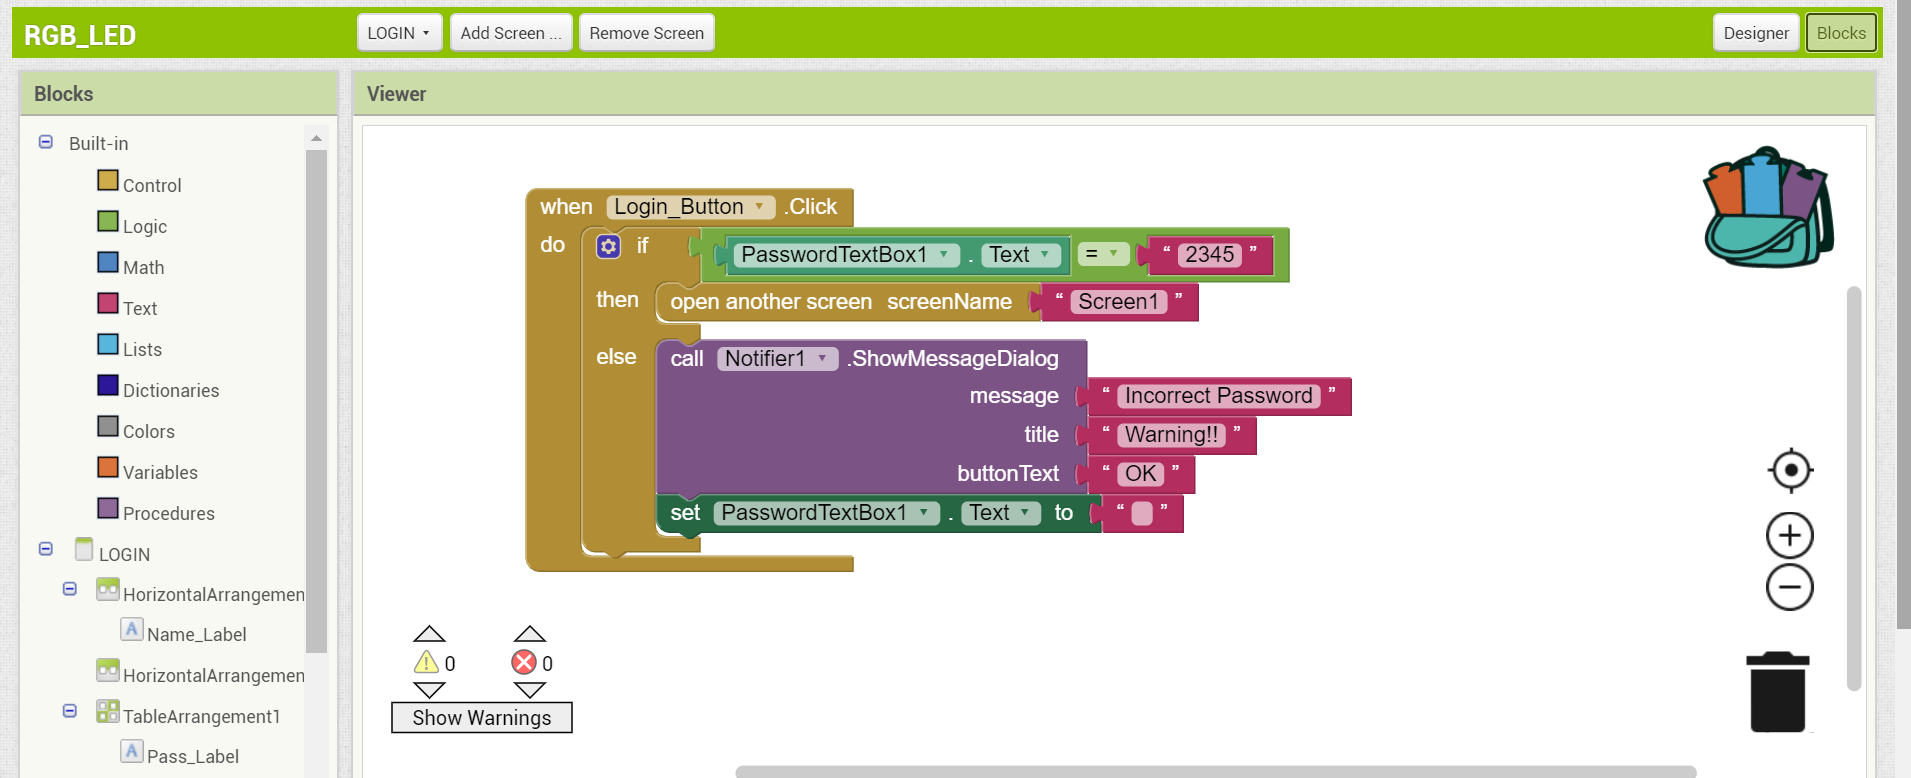 RGB_LED
LOGIN
Add Screen ...
Remove Screen
Designer
Blocks
Blocks
Viewer
Built-in
Control
Logic
Math
Text
Lists
Dictionaries
Colors
Variables
Procedures
LOGIN
HorizontalArrangemen
Name_Label
HorizontalArrangemen
TableArrangement1
Pass_Label
when Login_Button .Click
do if PasswordTextBox1 . Text = “ 2345 ”
then open another screen screenName “ Screen1 ”
else call Notifier1 .ShowMessageDialog
message “ Incorrect Password ”
title “ Warning!! ”
buttonText “ OK ”
set PasswordTextBox1 . Text to “ ”
0 0
Show Warnings